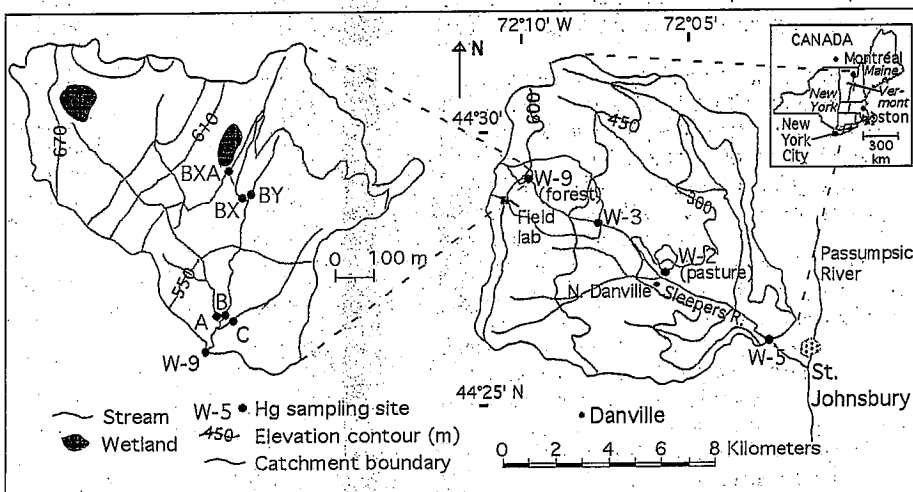 72°10' W
72°05'
N
CANADA
Montréal
Maine
New York
Vermont
Boston
New York City
300 km
670
610
BXA
BX
BY
550
0 100 m
A
B
C
W-9
44°30'
600
450
300
W-9 (forest)
Field lab
W-3
W-2 (pasture)
N. Danville
Sleepers R.
Passumpsic River
W-5
St. Johnsbury
44°25' N
Danville
Stream
Wetland
W-5 Hg sampling site
450 Elevation contour (m)
Catchment boundary
0 2 4 6 8 Kilometers